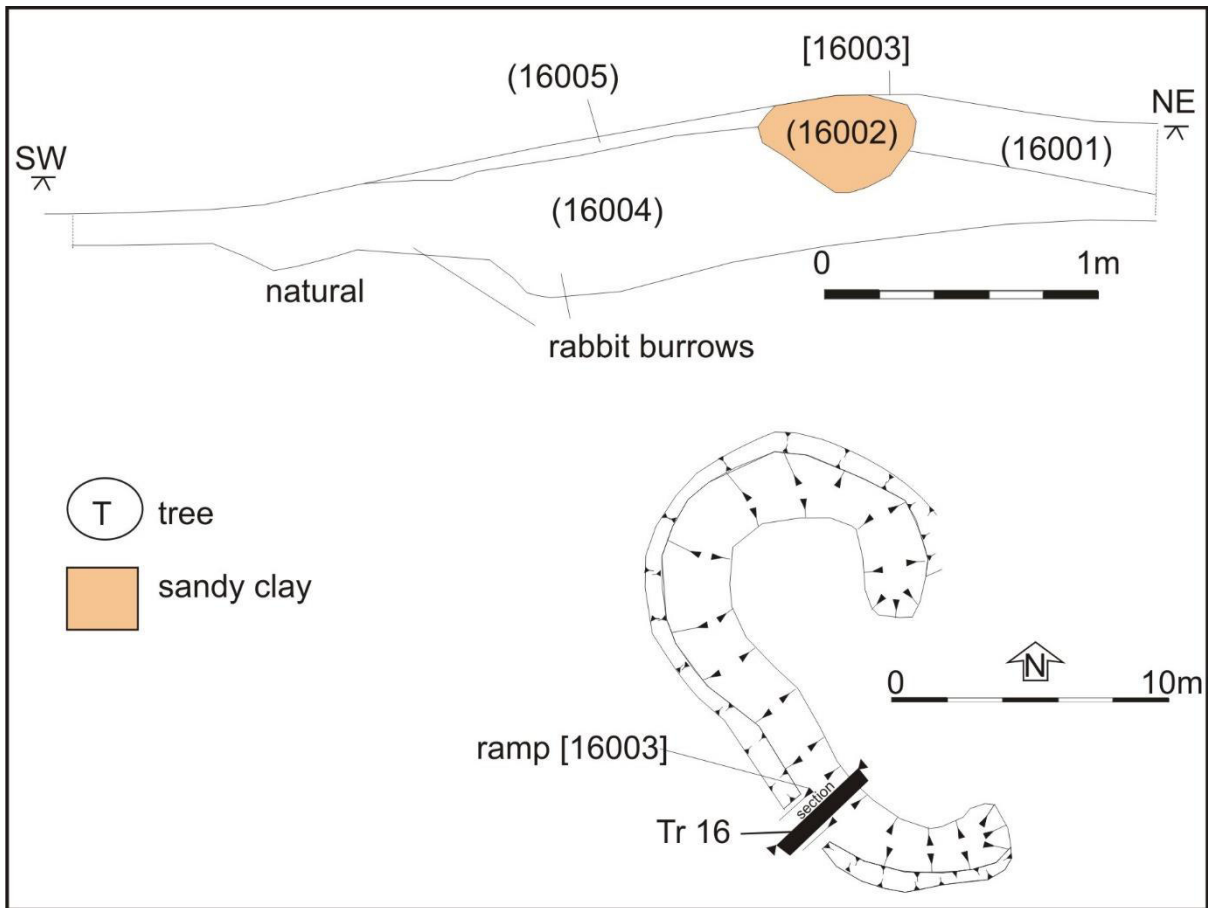 [16003]
(16005)
NE
(16002)
SW
(16001)
(16004)
0 1m
natural
rabbit burrows
T tree
sandy clay
N
0 10m
ramp [16003]
section
Tr 16